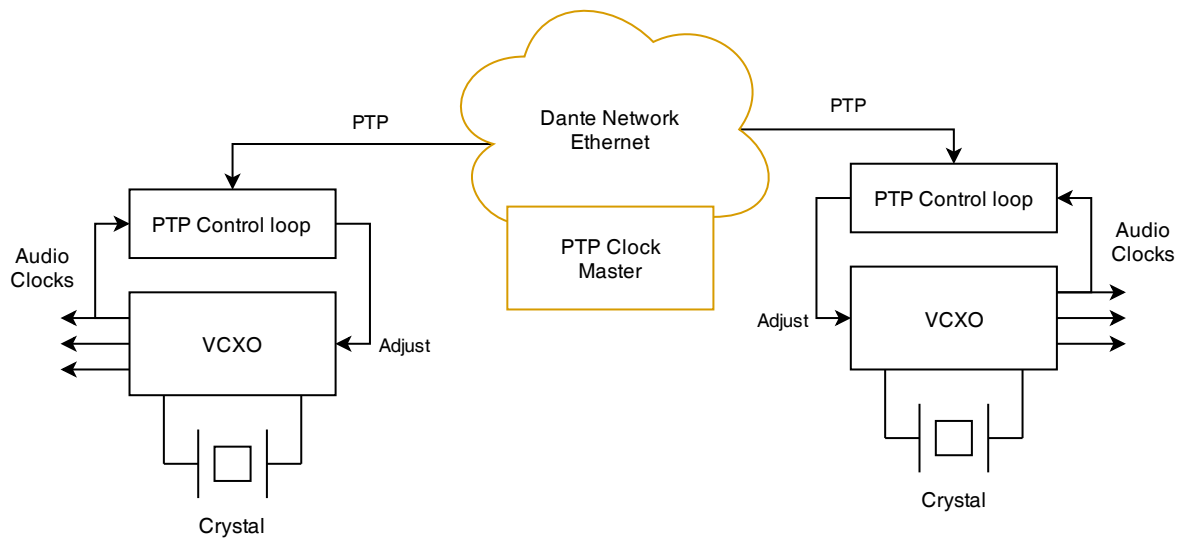 PTP
Dante Network
Ethernet
PTP
PTP Control loop
PTP Control loop
Audio
Clocks
PTP Clock
Master
Audio
Clocks
VCXO
Adjust
Adjust
VCXO
Crystal
Crystal